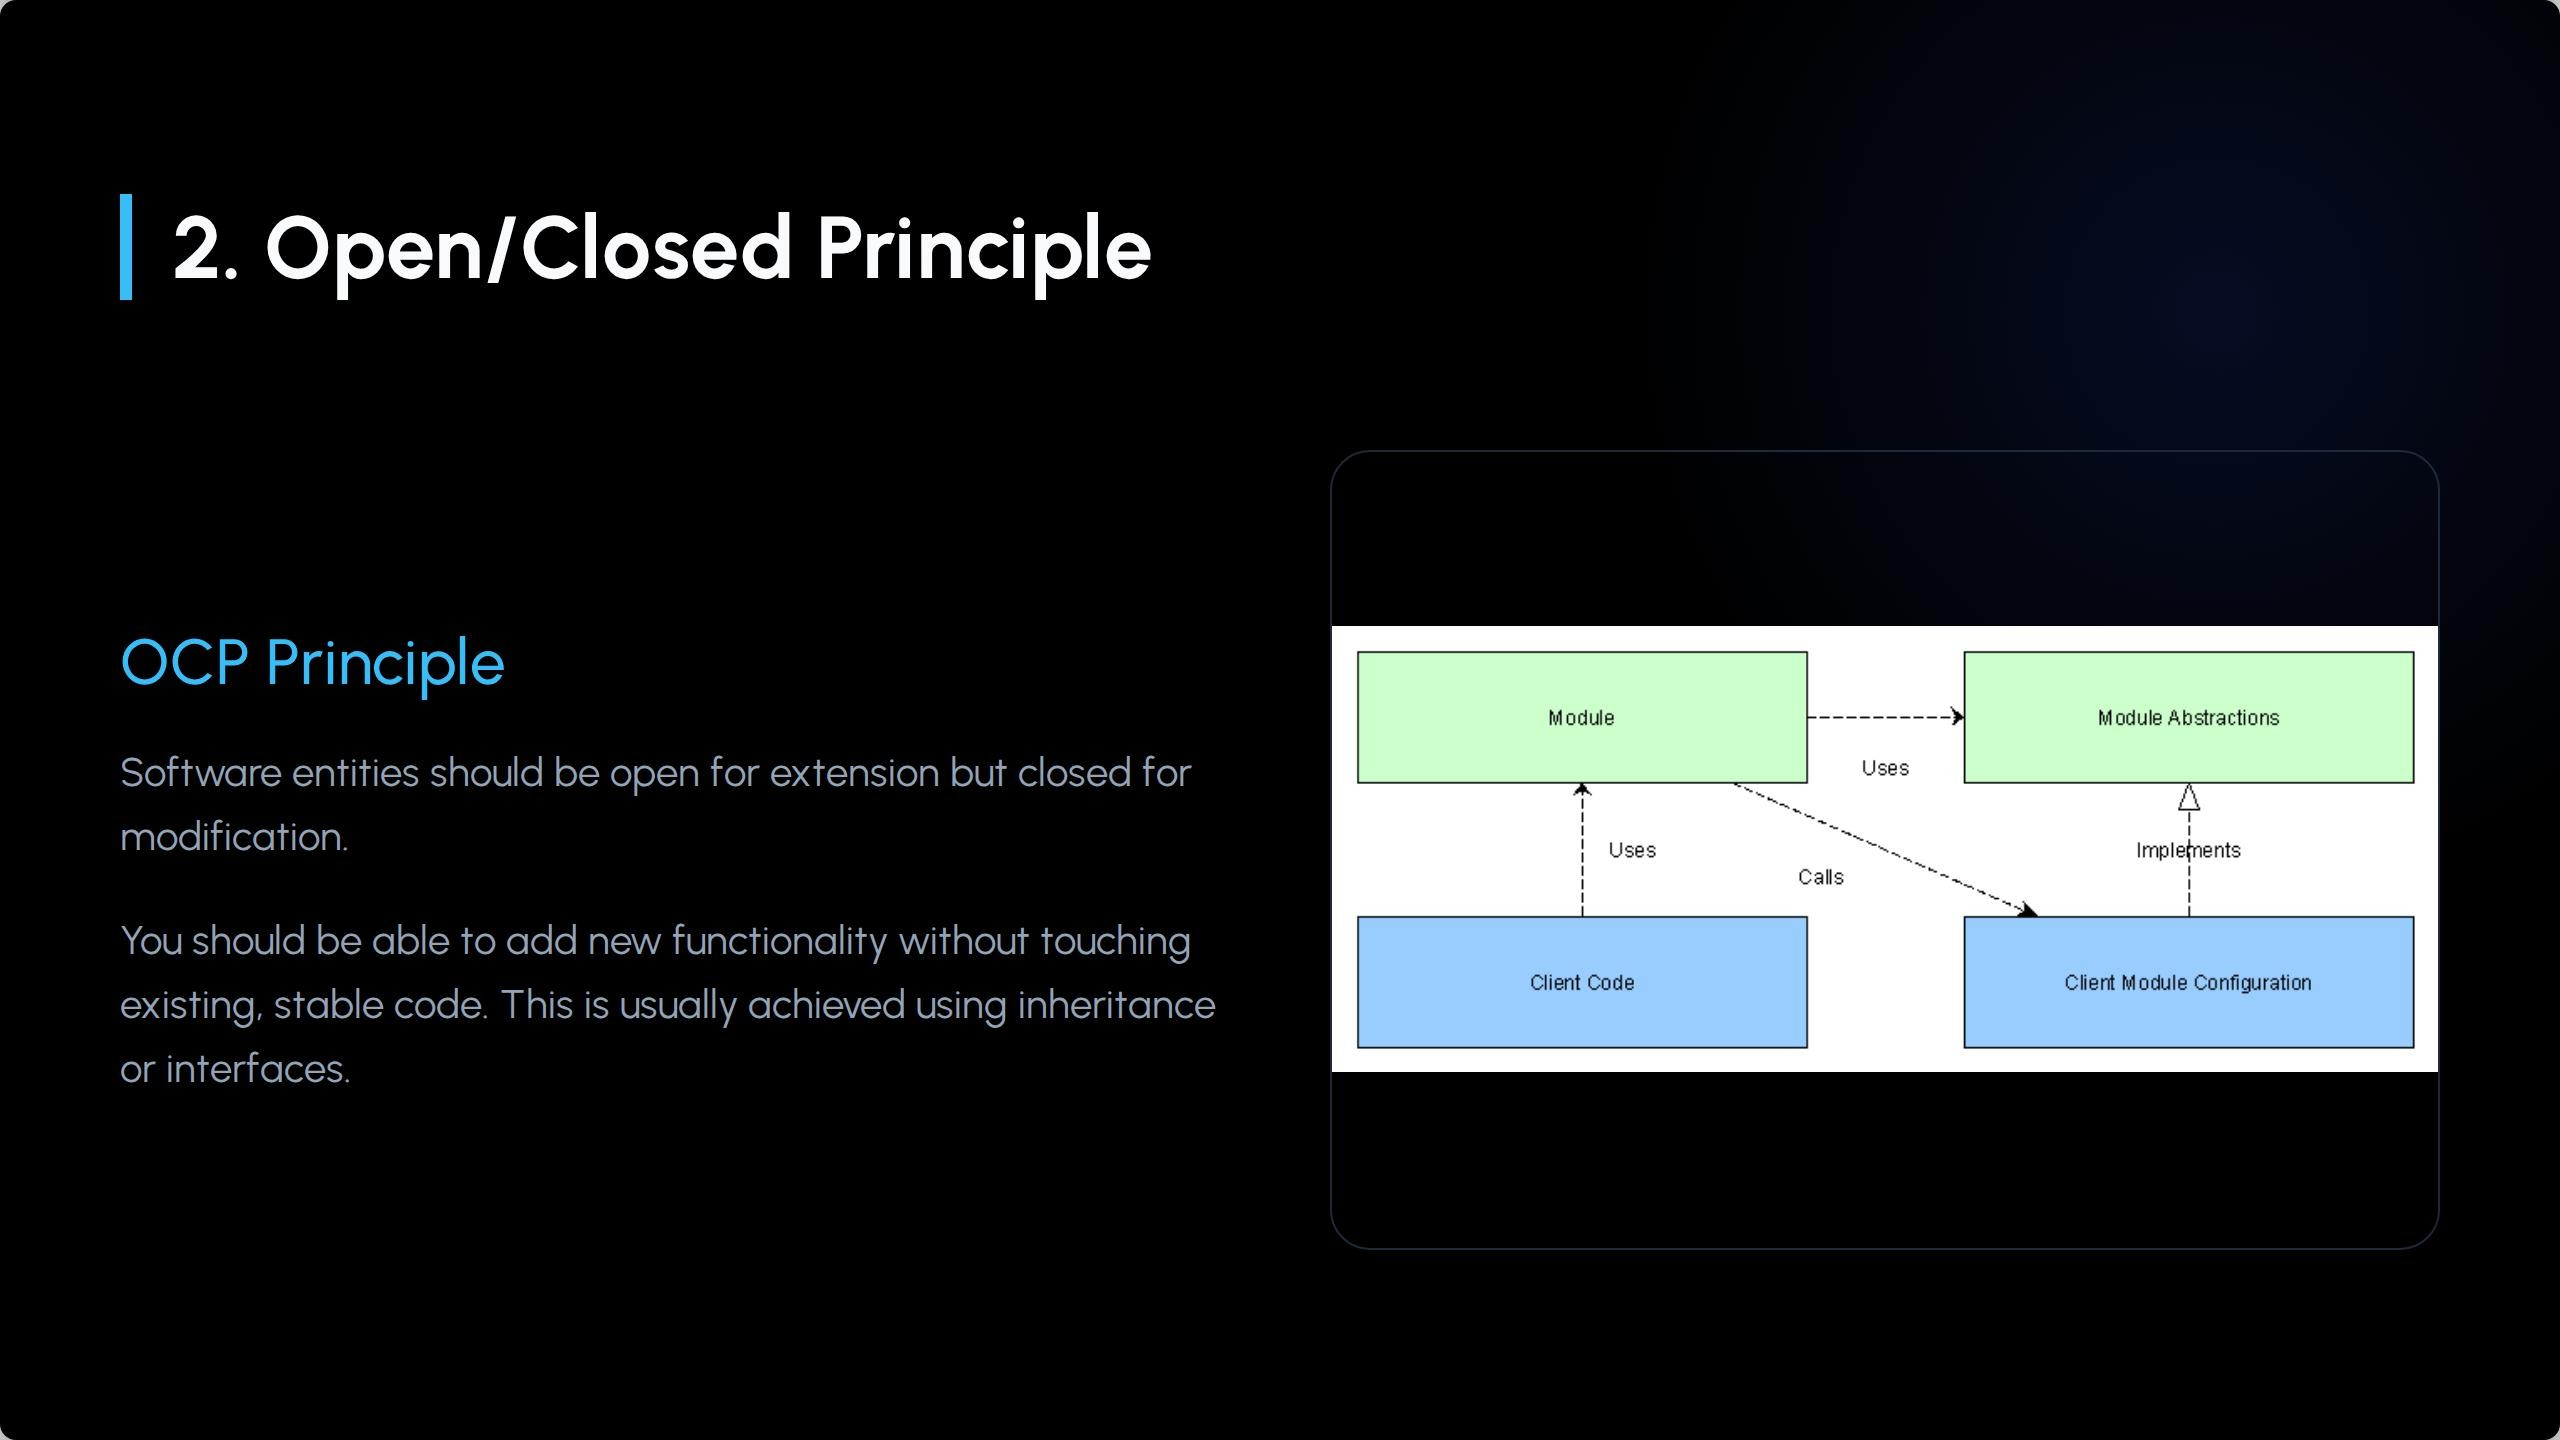 2. Open/Closed Principle
OCP Principle
Software entities should be open for extension but closed for
modification.
You should be able to add new functionality without touching
existing, stable code. This is usually achieved using inheritance
or interfaces.
Module
Module Abstractions
Uses
Uses
Implements
Calls
Client Code
Client Module Configuration